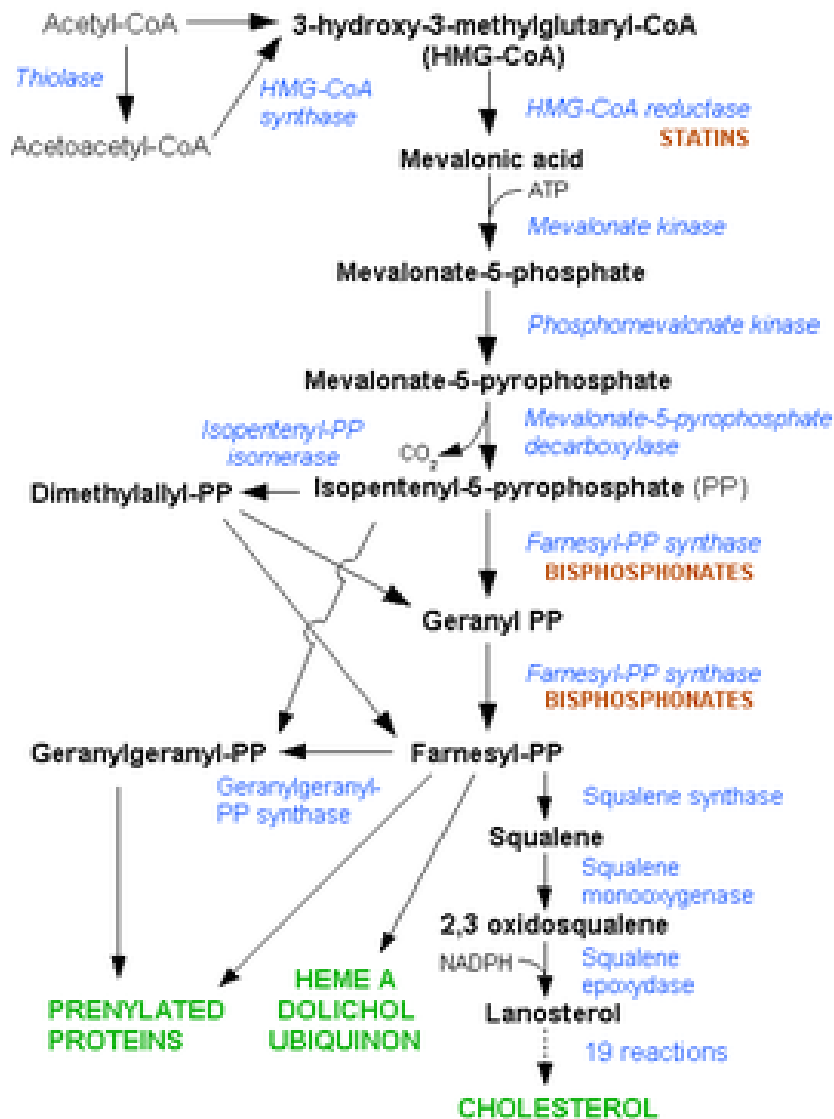 Acetyl-CoA
3-hydroxy-3-methylglutaryl-CoA
(HMG-CoA)
Thiolase
HMG-CoA
synthase
HMG-CoA reductase
STATINS
Acetoacetyl-CoA
Mevalonic acid
ATP
Mevalonate kinase
Mevalonate-5-phosphate
Phosphomevalonate kinase
Mevalonate-5-pyrophosphate
Isopentenyl-PP
isomerase
CO2
Mevalonate-5-pyrophosphate
decarboxylase
Dimethylallyl-PP
Isopentenyl-5-pyrophosphate (PP)
Farnesyl-PP synthase
BISPHOSPHONATES
Geranyl PP
Farnesyl-PP synthase
BISPHOSPHONATES
Geranylgeranyl-PP
Farnesyl-PP
Geranylgeranyl-
PP synthase
Squalene synthase
Squalene
Squalene
monooxygenase
2,3 oxidosqualene
NADPH
Squalene
epoxydase
Lanosterol
PRENYLATED
PROTEINS
HEME A
DOLICHOL
UBIQUINON
19 reactions
CHOLESTEROL